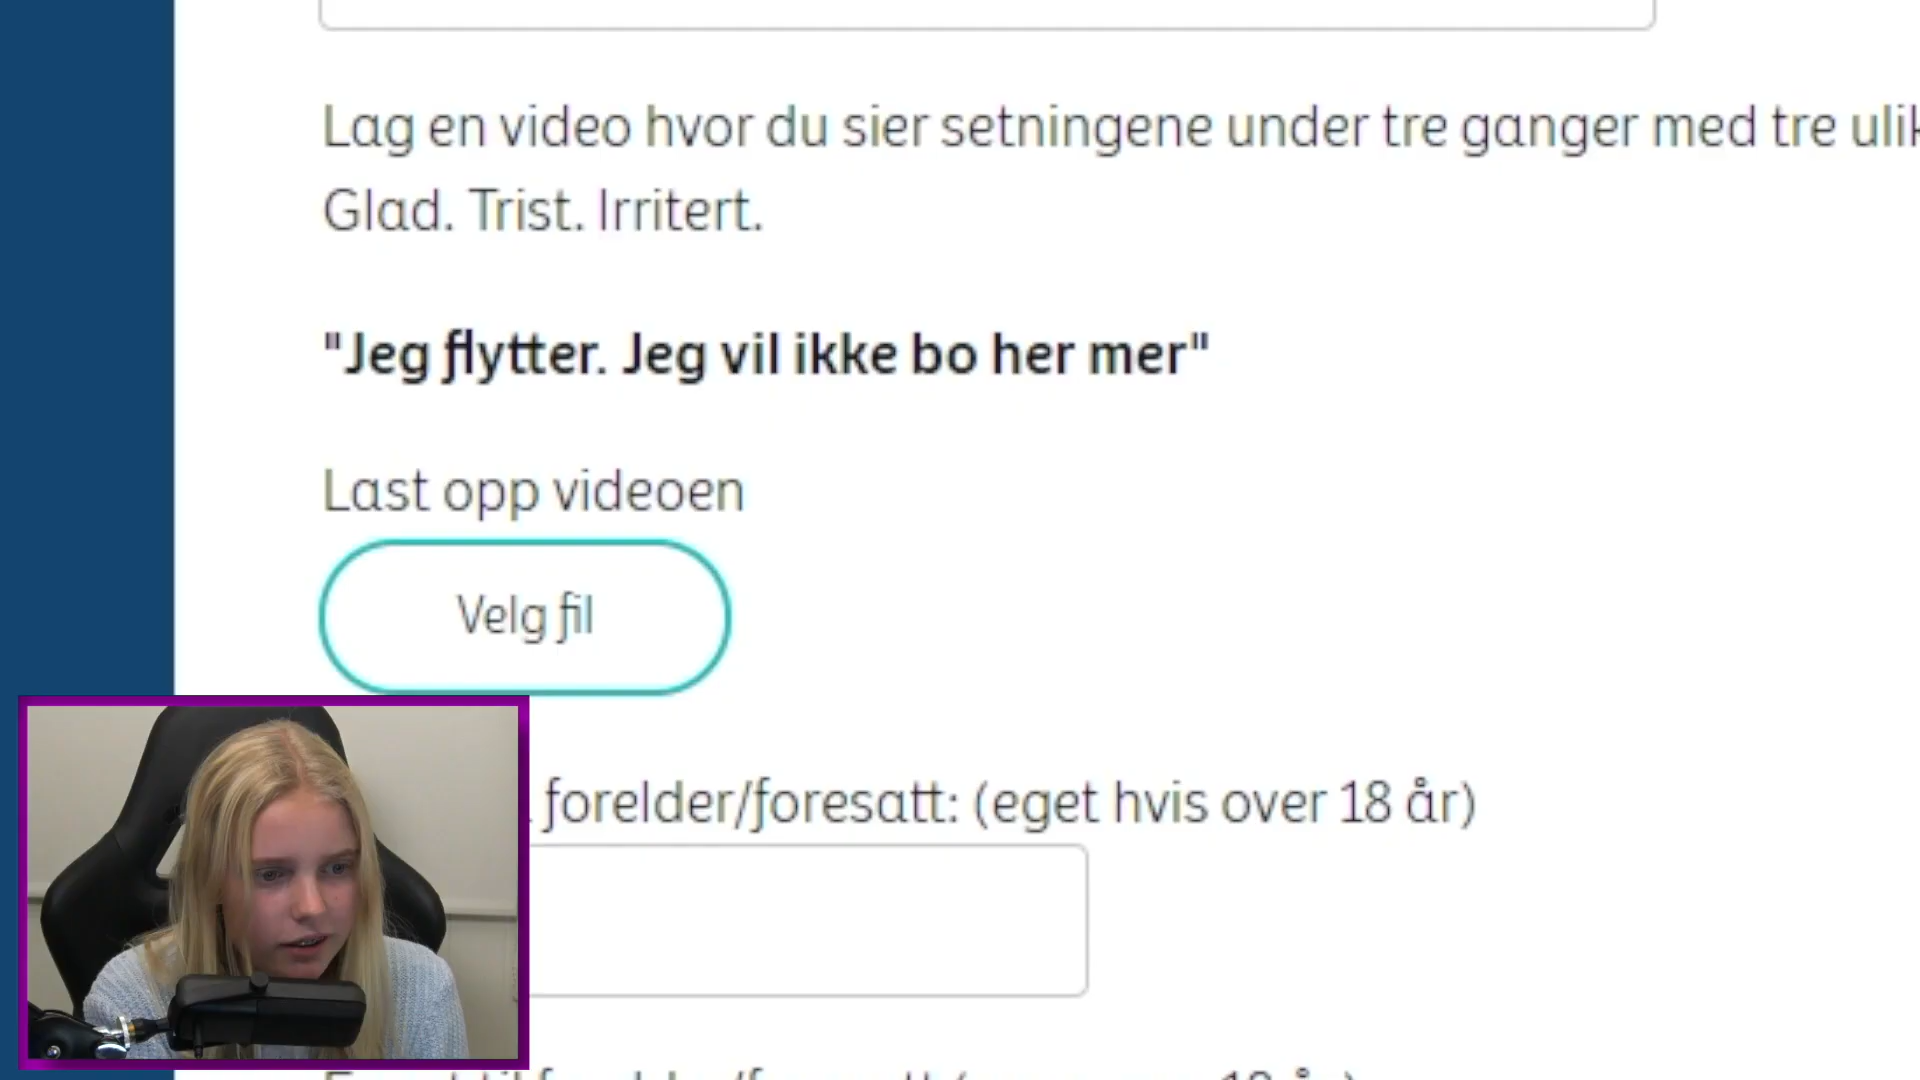 Lag en video hvor du sier setningene under tre ganger med tre
Glad. Trist. Irritert.
"Jeg flytter. Jeg vil ikke bo her mer"
Last opp videoen
Velg fil
forelder/foresatt: (eget hvis over 18 år)